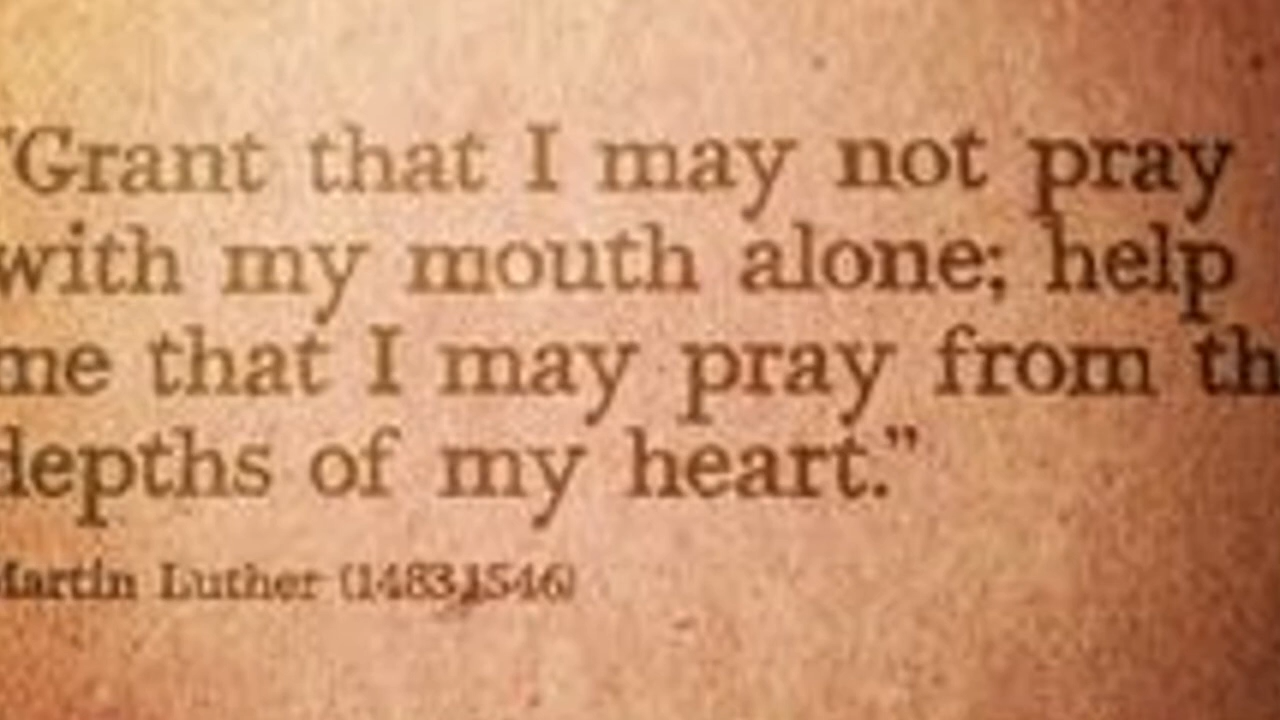 "Grant that I may not pray
with my mouth alone; help
me that I may pray from th
depths of my heart."
Martin Luther (1483,1546)